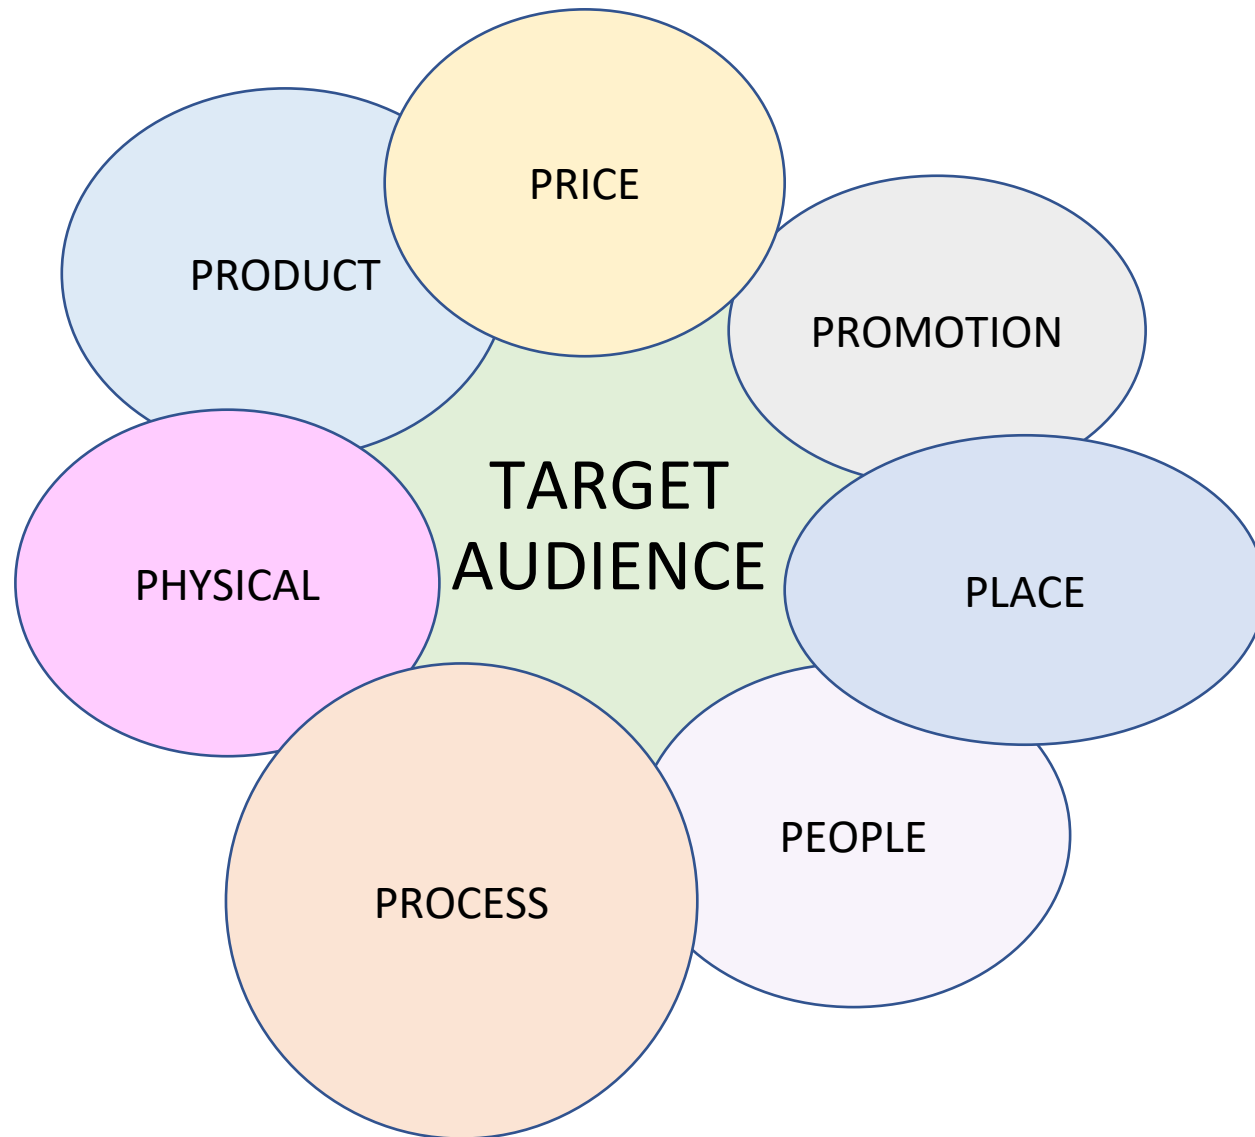 PRICE
PRODUCT
PROMOTION
TARGET
AUDIENCE
PHYSICAL
PLACE
PEOPLE
PROCESS